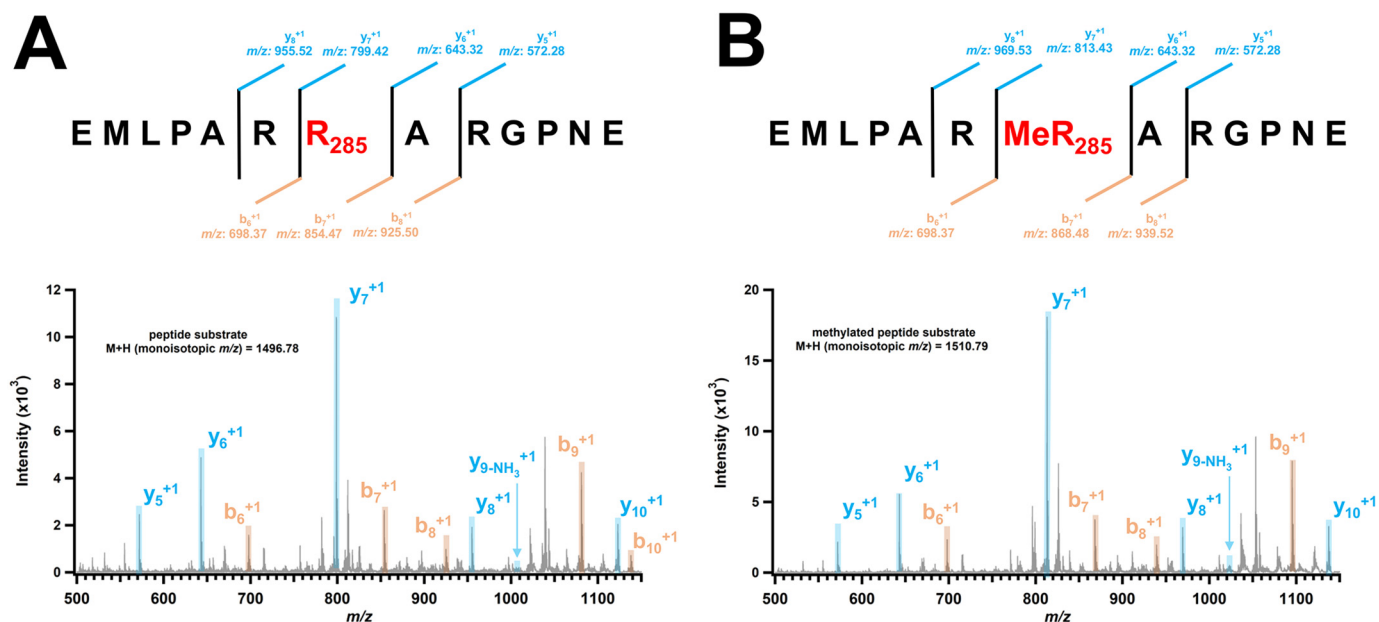 A
y₈⁺¹
m/z: 955.52
y₇⁺¹
m/z: 799.42
y₆⁺¹
m/z: 643.32
y₅⁺¹
m/z: 572.28
E M L P A R R₂₈₅ A R G P N E
b₆⁺¹
m/z: 698.37
b₇⁺¹
m/z: 854.47
b₈⁺¹
m/z: 925.50
Intensity (x10³)
12
10
8
6
4
2
0
peptide substrate
M+H (monoisotopic m/z) = 1496.78
y₅⁺¹
y₆⁺¹
b₆⁺¹
y₇⁺¹
b₇⁺¹
b₈⁺¹
y₈⁺¹
y₉₋NH₃⁺¹
b₉⁺¹
y₁₀⁺¹
b₁₀⁺¹
500 600 700 800 900 1000 1100
m/z
B
y₈⁺¹
m/z: 969.53
y₇⁺¹
m/z: 813.43
y₆⁺¹
m/z: 643.32
y₅⁺¹
m/z: 572.28
E M L P A R MeR₂₈₅ A R G P N E
b₆⁺¹
m/z: 698.37
b₇⁺¹
m/z: 868.48
b₈⁺¹
m/z: 939.52
Intensity (x10³)
20
15
10
5
0
methylated peptide substrate
M+H (monoisotopic m/z) = 1510.79
y₅⁺¹
y₆⁺¹
b₆⁺¹
y₇⁺¹
b₇⁺¹
b₈⁺¹
y₈⁺¹
y₉₋NH₃⁺¹
b₉⁺¹
y₁₀⁺¹
500 600 700 800 900 1000 1100
m/z